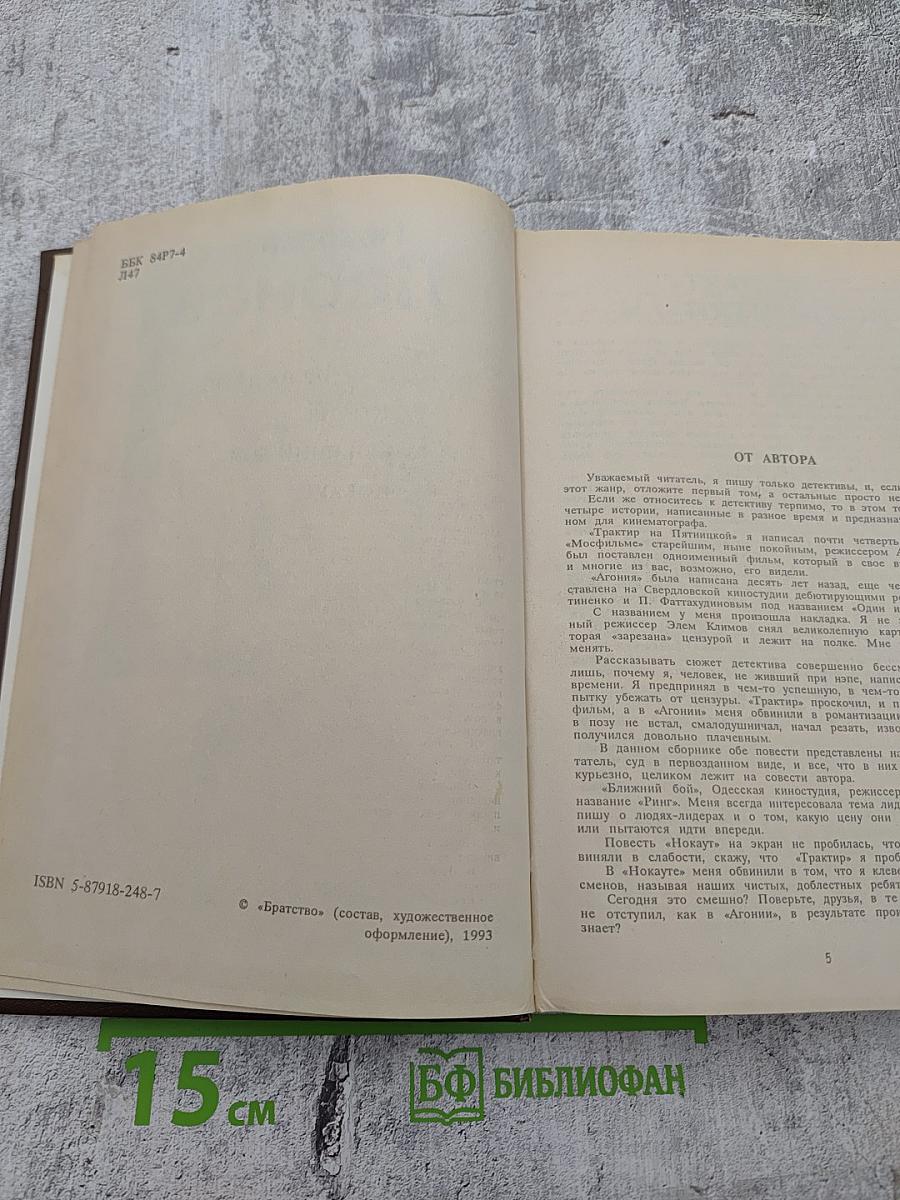 ББК 84Р7-4
Л47
ISBN 5-87918-248-7
© «Братство» (состав, художественное
оформление), 1993
ОТ АВТОРА
Уважаемый читатель, я пишу только детективы, и, если
этот жанр, отложите первый том, а остальные просто не
Если же относитесь к детективу терпимо, то в этом то
четыре истории, написанные в разное время и предназна
ном для кинематографа.
«Трактир на Пятницкой» я написал почти четверть
«Мосфильме» старейшим, ныне покойным, режиссером А
был поставлен одноименный фильм, который в свое в
и многие из вас, возможно, его видели.
«Агония» была написана десять лет назад, еще че
ставлена на Свердловской киностудии дебютирующими ре
тиненко и П. Фаттахудиновым под названием «Один и
С названием у меня произошла накладка. Я не
ный режиссер Элем Климов снял великолепную карт
торая «зарезана» цензурой и лежит на полке. Мне
менять.
Рассказывать сюжет детектива совершенно бессм
лишь, почему я, человек, не живший при нэпе, напис
времени. Я предпринял в чем-то успешную, в чем-то
пытку убежать от цензуры. «Трактир» проскочил, и п
фильм, а в «Агонии» меня обвинили в романтизации
в позу не встал, смалодушничал, начал резать, изво
получился довольно плачевным.
В данном сборнике обе повести представлены на
татель, суд в первозданном виде, и все, что в них
курьезно, целиком лежит на совести автора.
«Ближний бой», Одесская киностудия, режиссер
название «Ринг». Меня всегда интересовала тема лид
пишу о людях-лидерах и о том, какую цену они
или пытаются идти впереди.
Повесть «Нокаут» на экран не пробилась, что
виняли в слабости, скажу, что «Трактир» я проб
В «Нокауте» меня обвинили в том, что я клеве
сменов, называя наших чистых, доблестных ребят
Сегодня это смешно? Поверьте, друзья, в те
не отступил, как в «Агонии», в результате прои
знает?
5
15 см
БФ БИБЛИОФАН